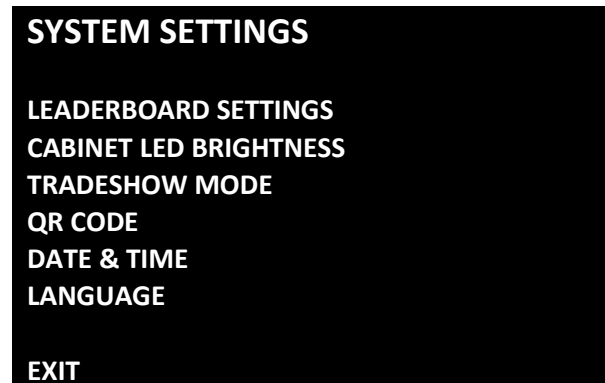 SYSTEM SETTINGS
LEADERBOARD SETTINGS
CABINET LED BRIGHTNESS
TRADESHOW MODE
QR CODE
DATE & TIME
LANGUAGE
EXIT